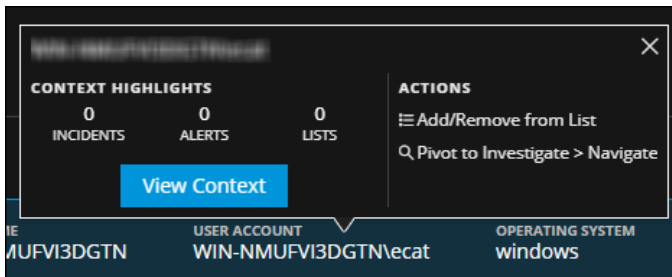 CONTEXT HIGHLIGHTS
0 0 0
INCIDENTS ALERTS LISTS
View Context
ACTIONS
Add/Remove from List
Pivot to Investigate > Navigate
USER ACCOUNT OPERATING SYSTEM
WIN-NMUFVI3DGTN\ecat windows